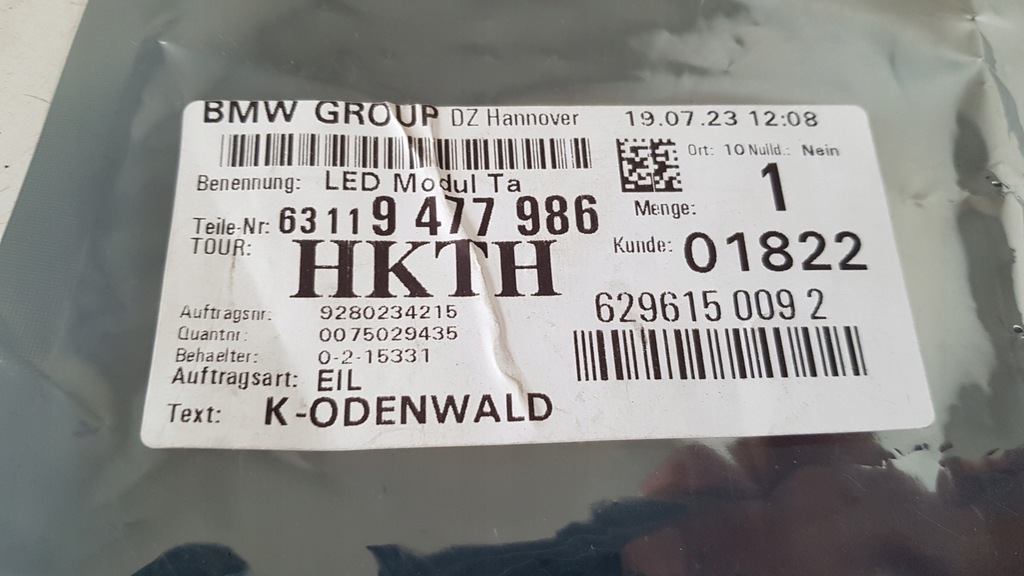 BMW GROUP DZ Hannover 19.07.23 12:08
Ort: 10 Nulld.: Nein
Benennung: LED Modul Ta
Menge: 1
Teile-Nr: 63 11 9 477 986
TOUR: HKTH
Kunde: 01822
629615 009 2
Auftragsnr: 9280234215
Quantnr: 0075029435
Behaelter: 0-2-15331
Auftragsart: EIL
Text: K-ODENWALD